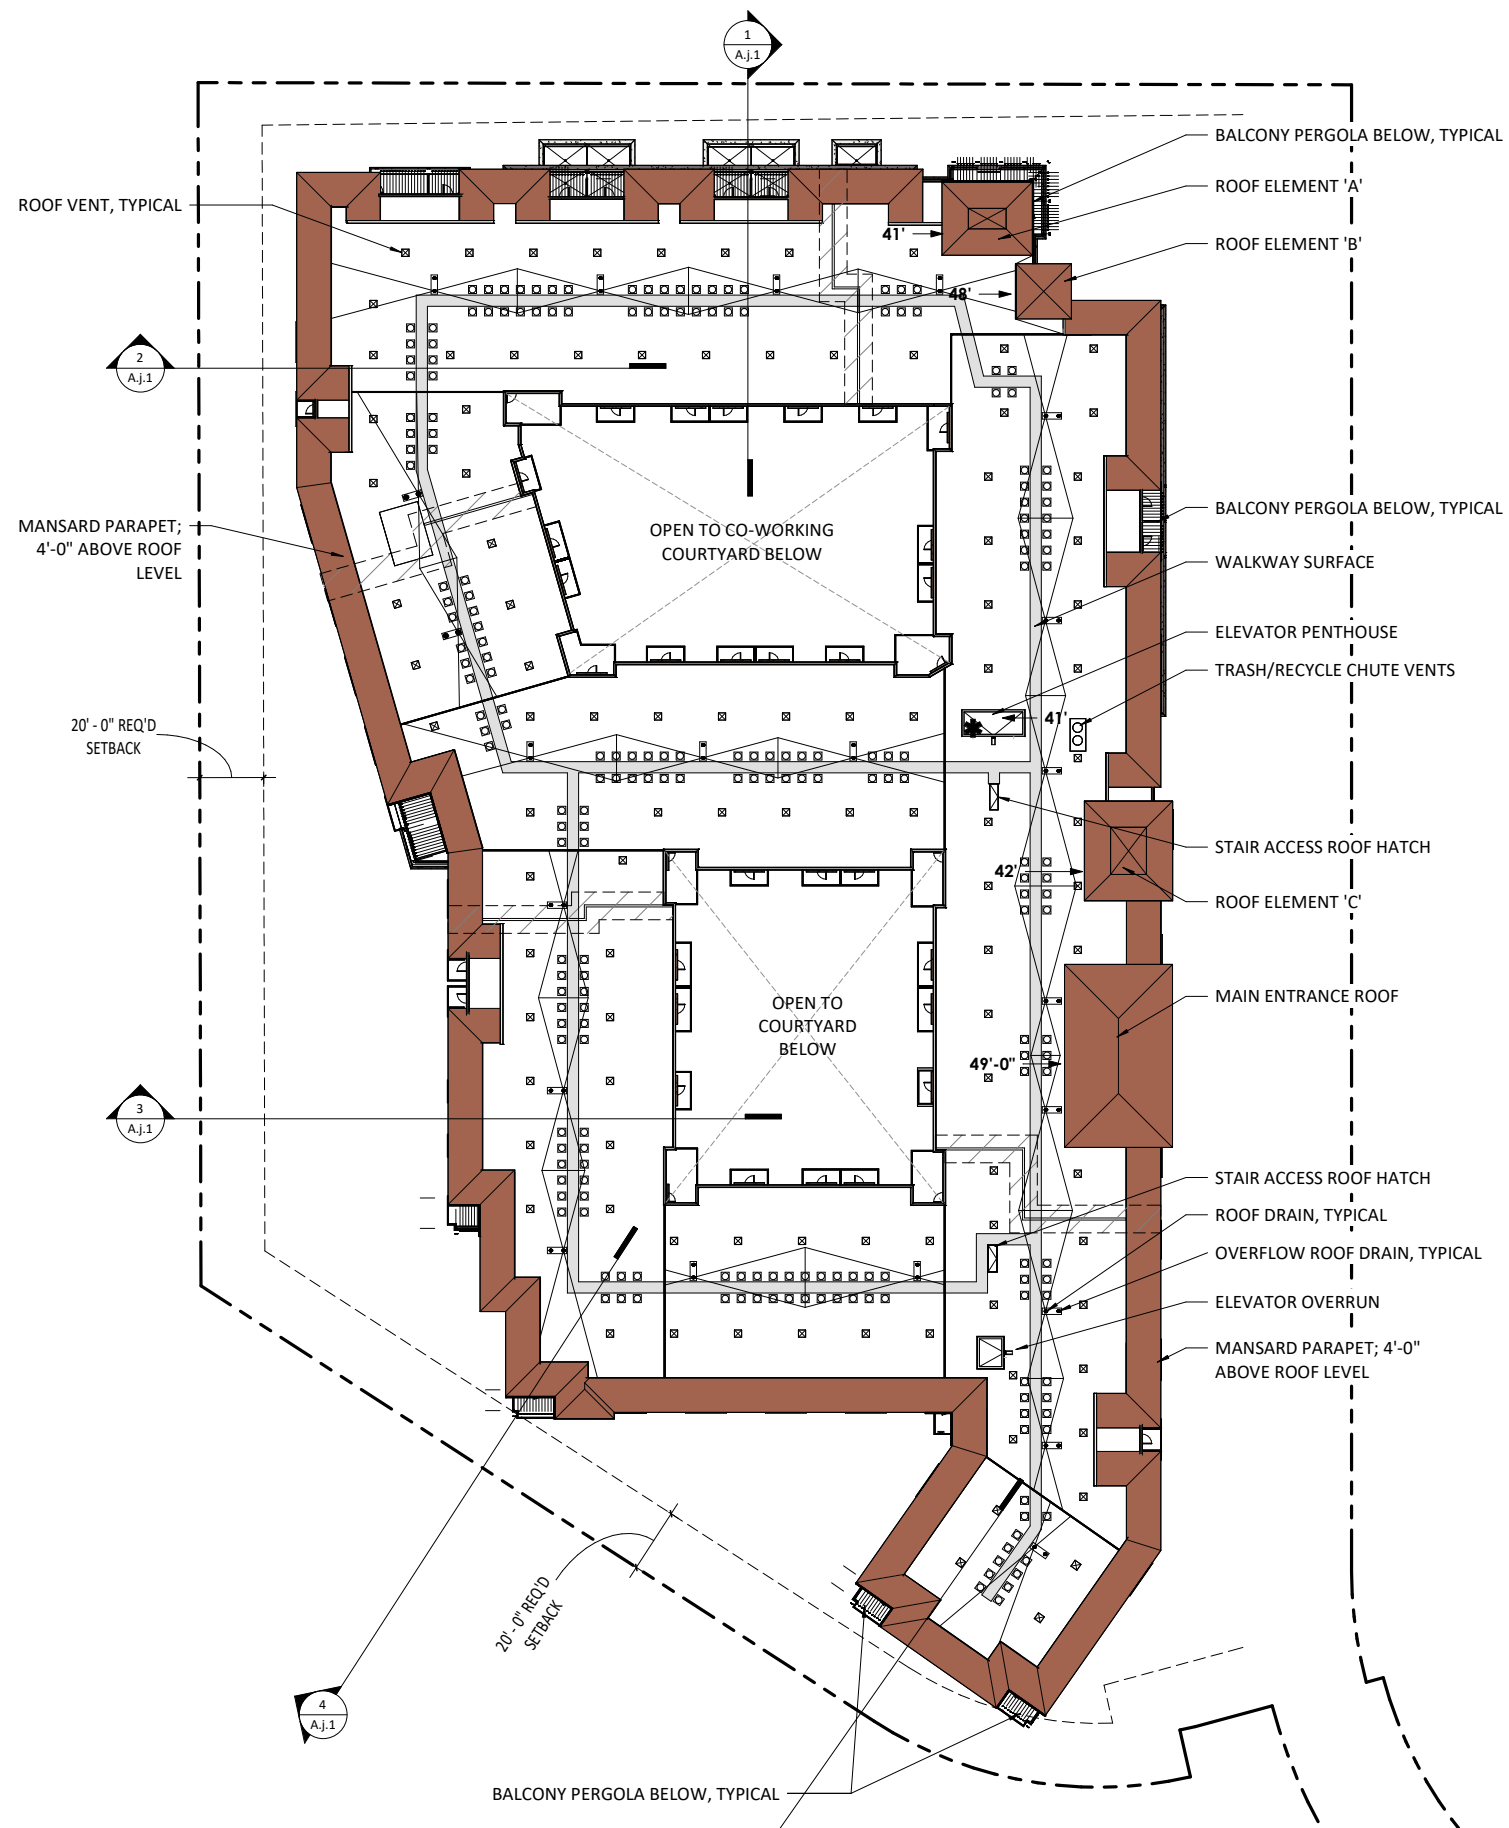 1
A.j.1
BALCONY PERGOLA BELOW, TYPICAL
ROOF ELEMENT 'A'
ROOF VENT, TYPICAL
41'
ROOF ELEMENT 'B'
48'
2
A.j.1
BALCONY PERGOLA BELOW, TYPICAL
MANSARD PARAPET;
4'-0" ABOVE ROOF
LEVEL
OPEN TO CO-WORKING
COURTYARD BELOW
WALKWAY SURFACE
ELEVATOR PENTHOUSE
TRASH/RECYCLE CHUTE VENTS
41'
20' - 0" REQ'D
SETBACK
STAIR ACCESS ROOF HATCH
42'
ROOF ELEMENT 'C'
OPEN TO
COURTYARD
BELOW
MAIN ENTRANCE ROOF
49'-0"
3
A.j.1
STAIR ACCESS ROOF HATCH
ROOF DRAIN, TYPICAL
OVERFLOW ROOF DRAIN, TYPICAL
ELEVATOR OVERRUN
MANSARD PARAPET; 4'-0"
ABOVE ROOF LEVEL
20' - 0" REQ'D
SETBACK
4
A.j.1
BALCONY PERGOLA BELOW, TYPICAL